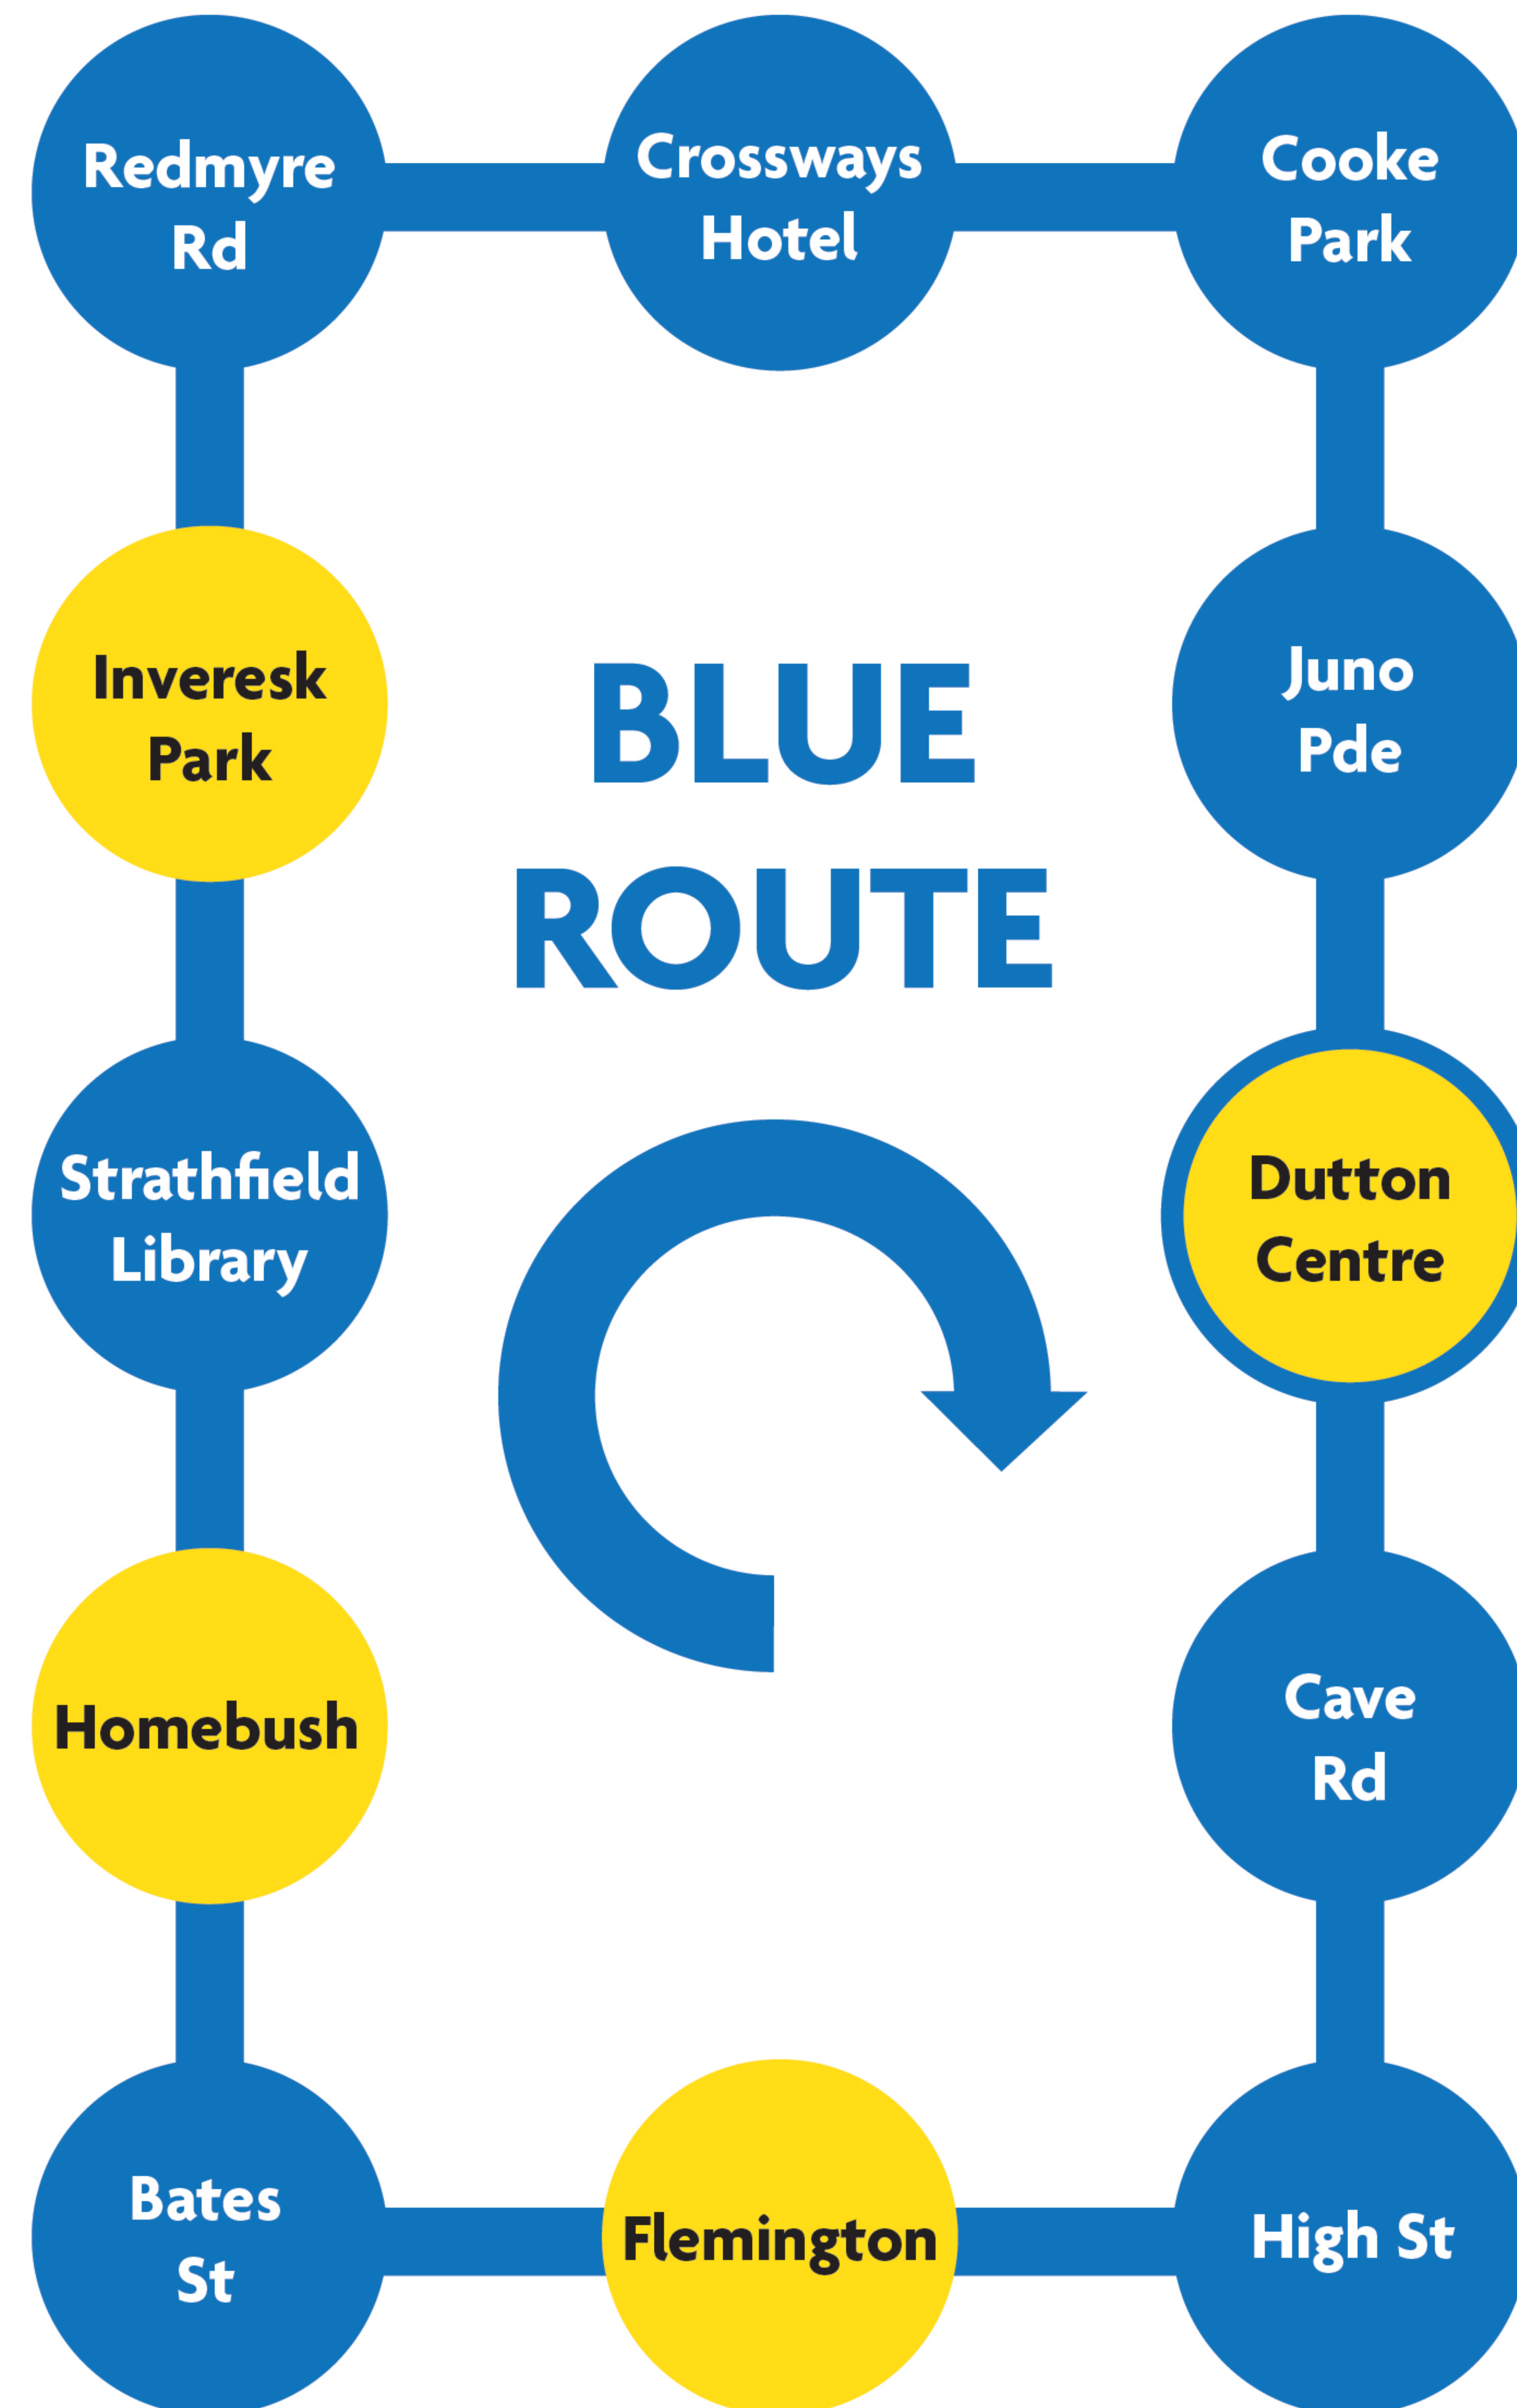 Redmyre
Rd
Crossways
Hotel
Cooke
Park
Inveresk
Park
BLUE
ROUTE
Juno
Pde
Strathfield
Library
Dutton
Centre
Homebush
Cave
Rd
Bates
St
Flemington
High St